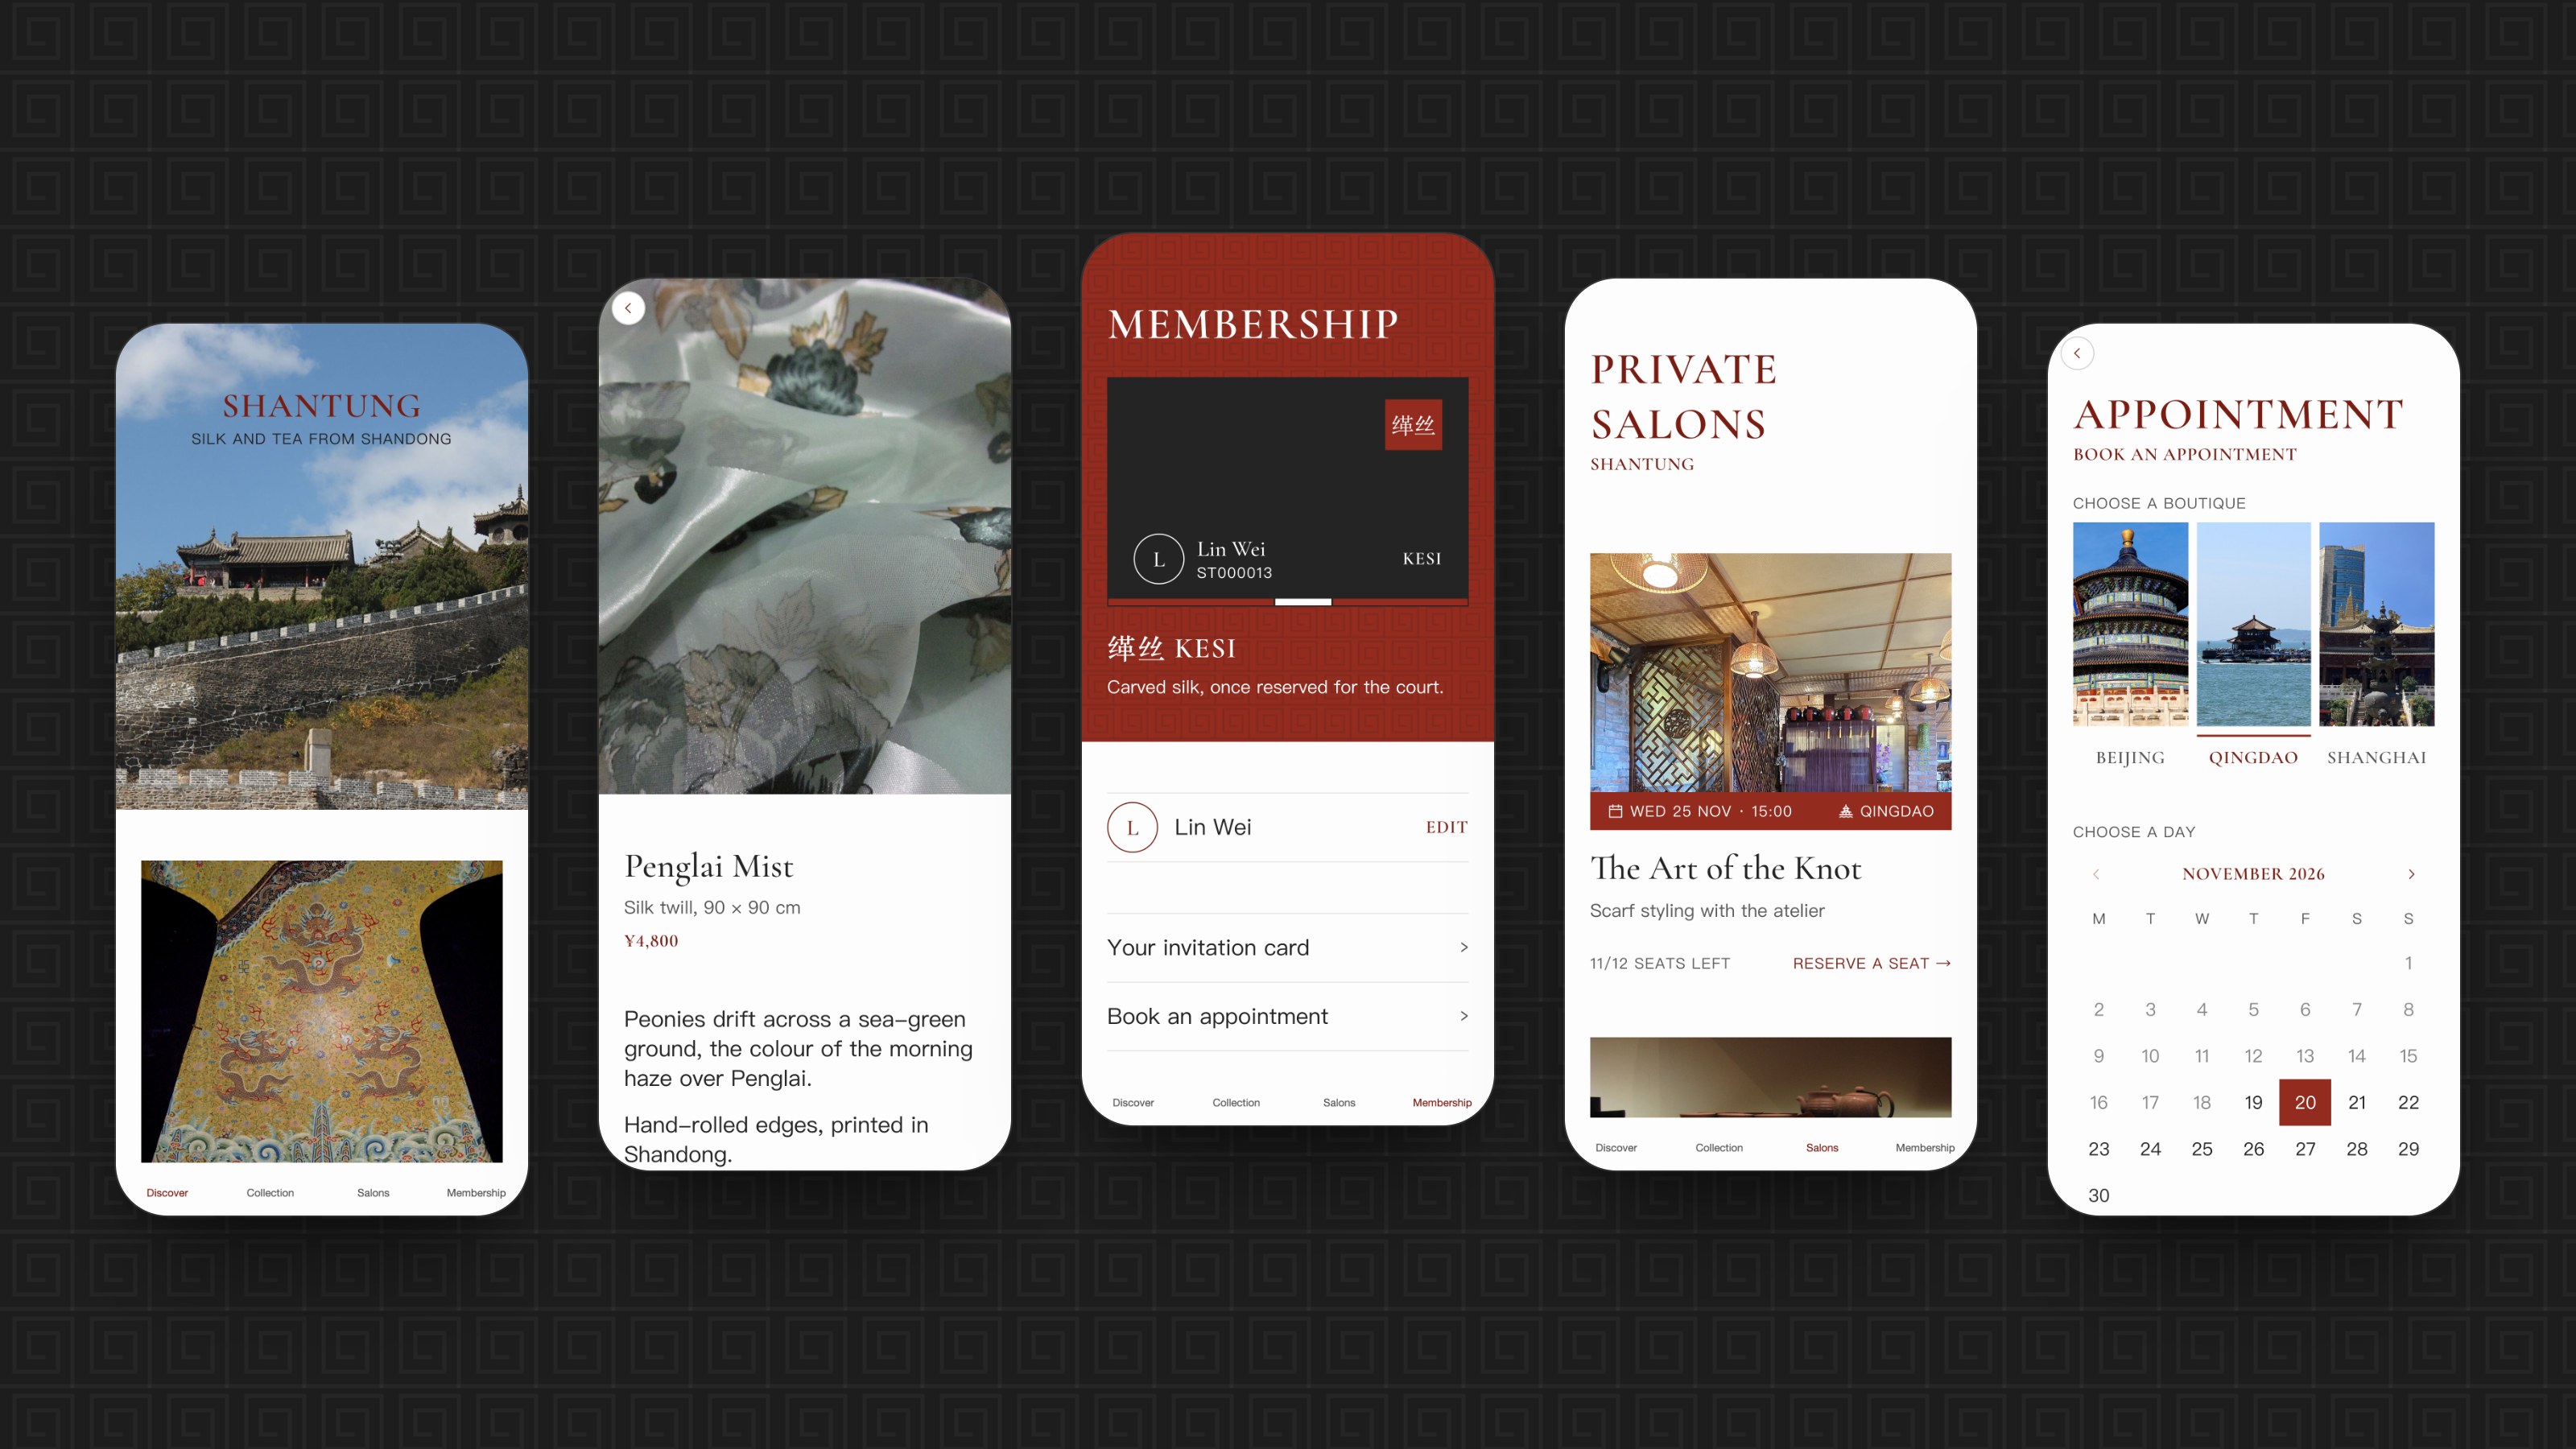 SHANTUNG
SILK AND TEA FROM SHANDONG
Discover
Collection
Salons
Membership
Penglai Mist
Silk twill, 90 × 90 cm
¥4,800
Peonies drift across a sea–green
ground, the colour of the morning
haze over Penglai.
Hand–rolled edges, printed in
Shandong.
MEMBERSHIP
缂丝
L
Lin Wei
ST000013
KESI
缂丝 KESI
Carved silk, once reserved for the court.
L
Lin Wei
EDIT
Your invitation card
Book an appointment
Discover
Collection
Salons
Membership
PRIVATE
SALONS
SHANTUNG
WED 25 NOV · 15:00
QINGDAO
The Art of the Knot
Scarf styling with the atelier
11/12 SEATS LEFT
RESERVE A SEAT →
Discover
Collection
Salons
Membership
APPOINTMENT
BOOK AN APPOINTMENT
CHOOSE A BOUTIQUE
BEIJING
QINGDAO
SHANGHAI
CHOOSE A DAY
NOVEMBER 2026
M T W T F S S
1
2 3 4 5 6 7 8
9 10 11 12 13 14 15
16 17 18 19 20 21 22
23 24 25 26 27 28 29
30